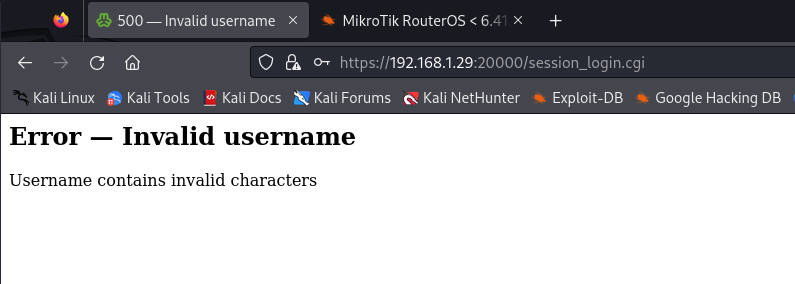 500 — Invalid username
MikroTik RouterOS < 6.41
https://192.168.1.29:20000/session_login.cgi
Kali Linux Kali Tools Kali Docs Kali Forums Kali NetHunter Exploit-DB Google Hacking DB
Error — Invalid username
Username contains invalid characters